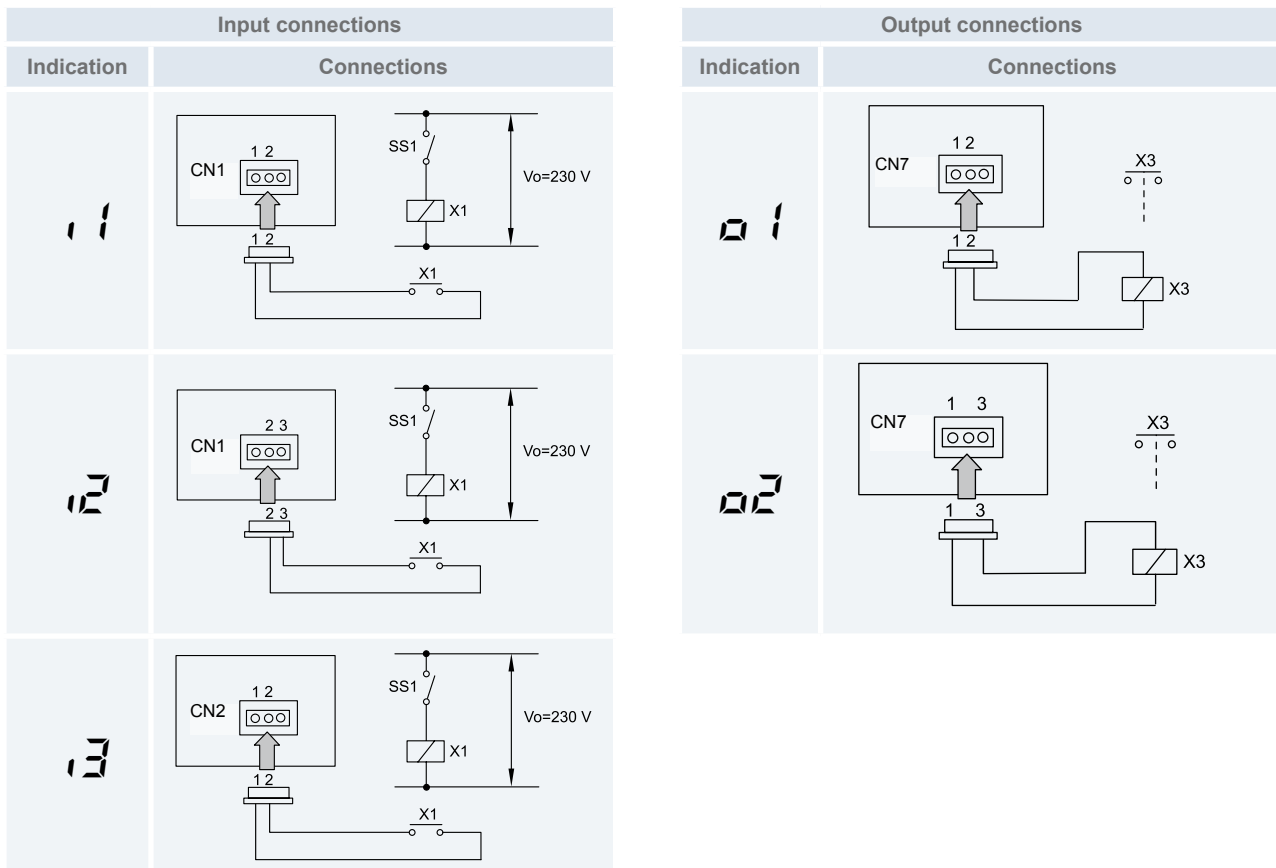 Input connections
Indication Connections
i1
CN1
1 2
1 2
SS1
X1
Vo=230 V
X1
i2
CN1
2 3
2 3
SS1
X1
Vo=230 V
X1
i3
CN2
1 2
1 2
SS1
X1
Vo=230 V
X1
Output connections
Indication Connections
o1
CN7
1 2
1 2
X3
X3
o2
CN7
1 3
1 3
X3
X3